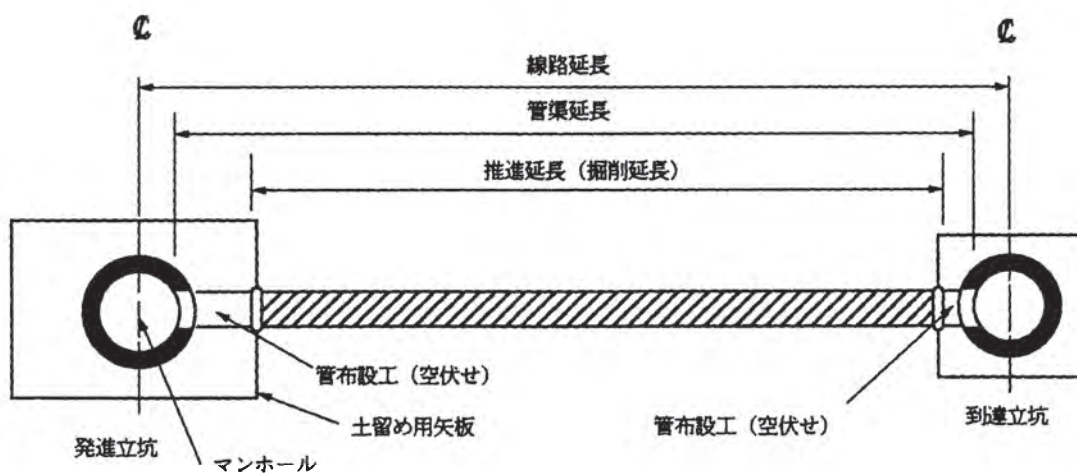 ℄ ℄
線路延長
管渠延長
推進延長（掘削延長）
管布設工（空伏せ）
土留め用矢板
管布設工（空伏せ）
発進立坑
到達立坑
マンホール